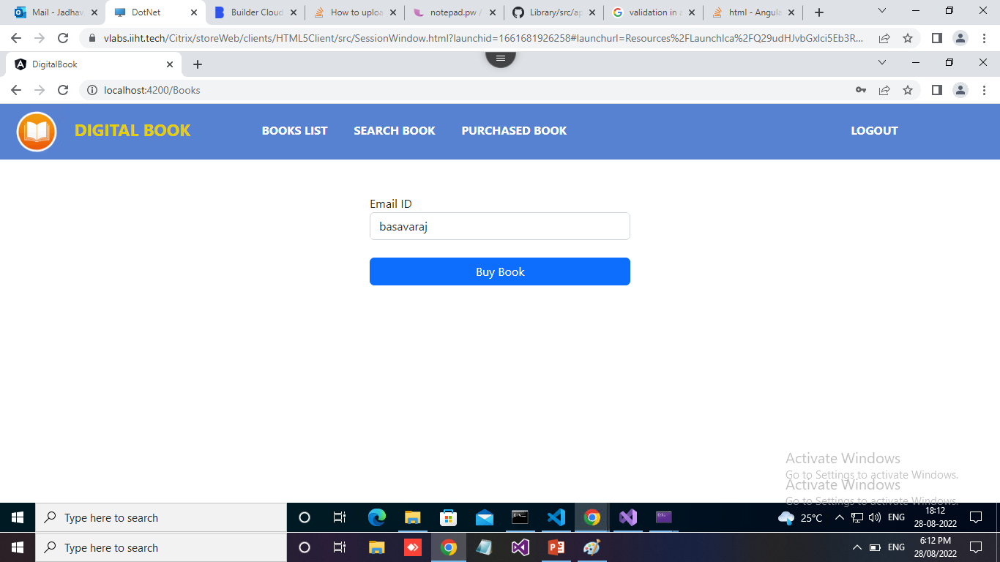 Mail - Jadhav
DotNet
Builder Cloud
How to uploa
notepad.pw /
Library/src/ap
validation in a
html - Angula
vlabs.iiht.tech/Citrix/storeWeb/clients/HTML5Client/src/SessionWindow.html?launchid=1661681926258#launchurl=Resources%2FLaunchIca%2FQ29udHJvbGxlci5Eb3R...
DigitalBook
localhost:4200/Books
DIGITAL BOOK
BOOKS LIST
SEARCH BOOK
PURCHASED BOOK
LOGOUT
Email ID
basavaraj
Buy Book
Activate Windows
Go to Settings to activate Windows.
Activate Windows
Go to Settings to activate Windows.
Type here to search
25°C
ENG
18:12
28-08-2022
Type here to search
ENG
6:12 PM
28/08/2022